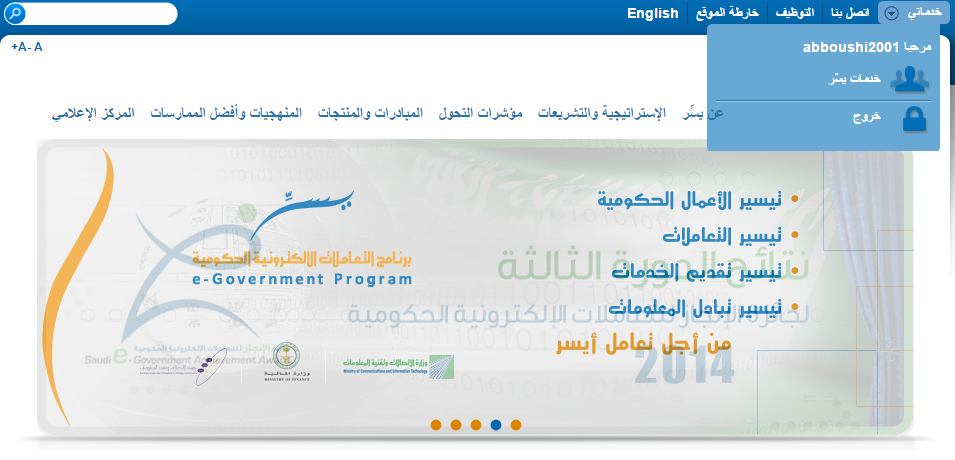 خدماتي
اتصل بنا
التوظيف
خارطة الموقع
English
مرحبا abboushi2001
خدمات يسّر
خروج
+A- A
عن يسِّر
الإستراتيجية والتشريعات
مؤشرات التحول
المبادرات والمنتجات
المنهجيات وأفضل الممارسات
المركز الإعلامي
• تيسير الأعمال الحكومية
• تيسير التعاملات
• تيسير تقديم الخدمات
• تيسير تبادل المعلومات
من أجل تعامل أيسر
يســـرِّ
برنامج التعاملات الإلكترونية الحكومية
e-Government Program
نتائج الدورة الثالثة
لجائزة الإنجاز للتعاملات الإلكترونية الحكومية
2014
Saudi e-Government Achievement Award
وزارة المالية
MINISTRY OF FINANCE
وزارة الاتصالات وتقنية المعلومات
Ministry of Communications and Information Technology